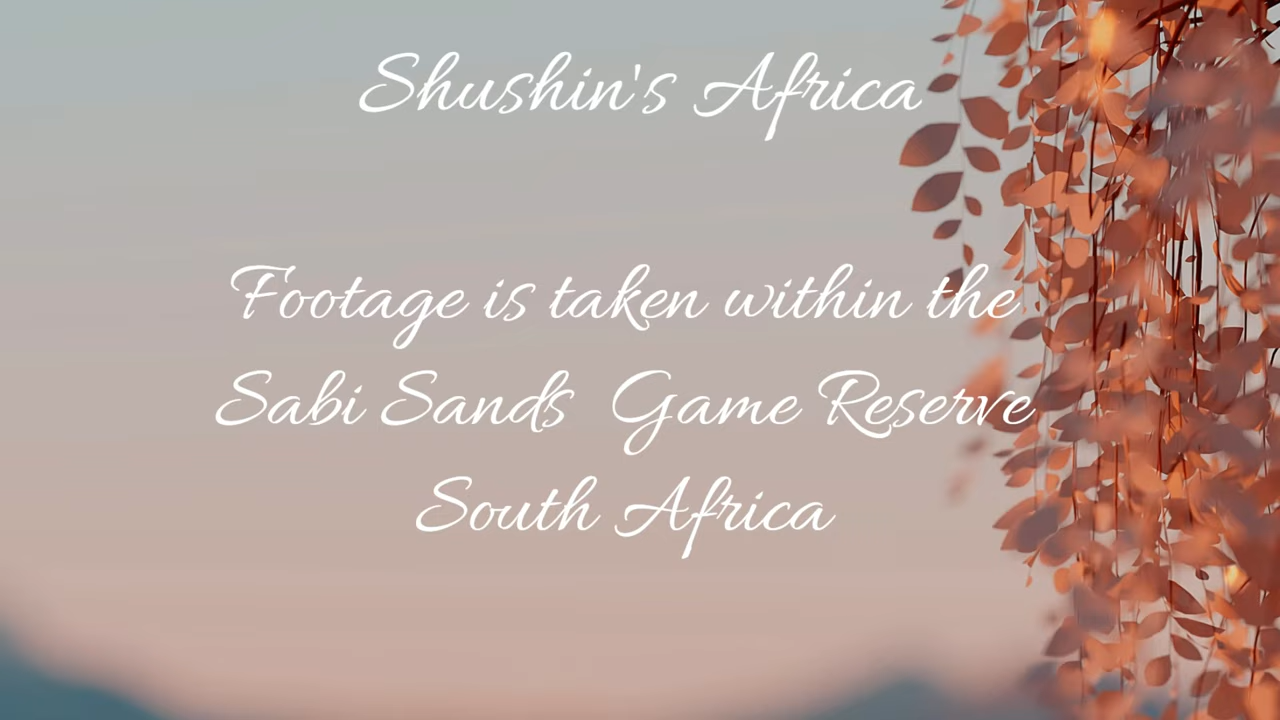 Shushin's Africa
Footage is taken within the
Sabi Sands Game Reserve
South Africa